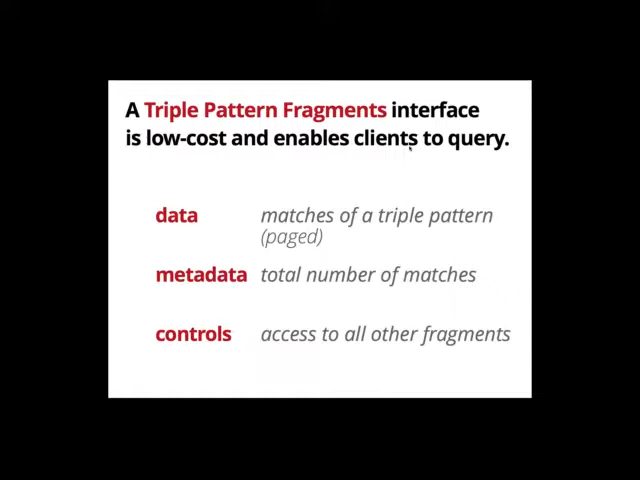 A Triple Pattern Fragments interface
is low-cost and enables clients to query.
data matches of a triple pattern
(paged)
metadata total number of matches
controls access to all other fragments